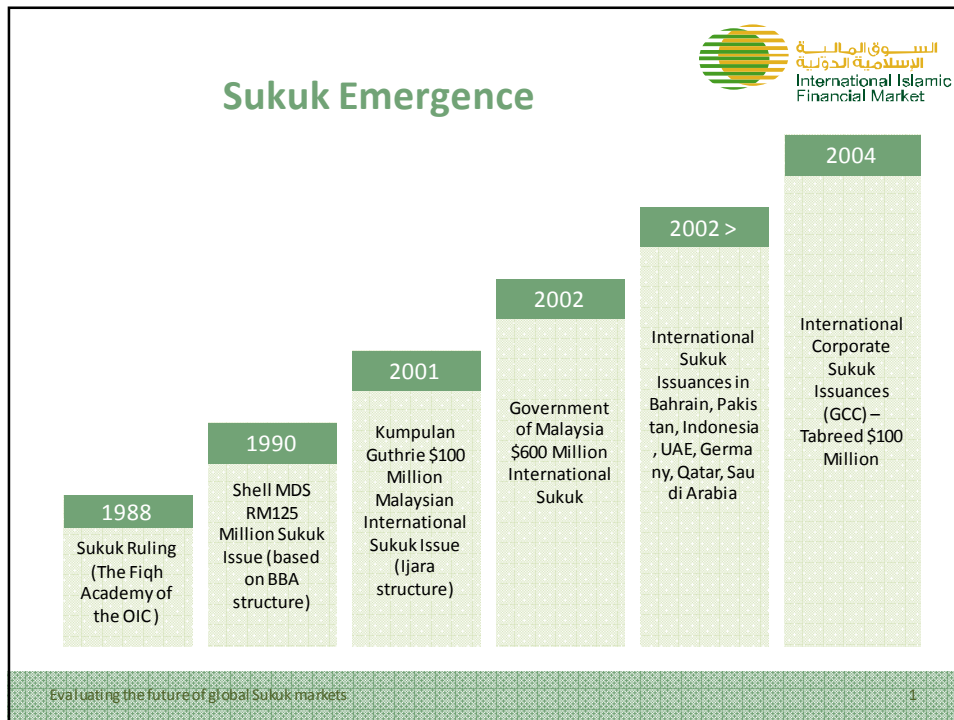 Sukuk Emergence
الســـوق الماليـــة
الإسلامية الدولية
International Islamic
Financial Market
1988
Sukuk Ruling
(The Fiqh
Academy of
the OIC )
1990
Shell MDS
RM125
Million Sukuk
Issue (based
on BBA
structure)
2001
Kumpulan
Guthrie $100
Million
Malaysian
International
Sukuk Issue
(Ijara
structure)
2002
Government
of Malaysia
$600 Million
International
Sukuk
2002 >
International
Sukuk
Issuances in
Bahrain, Pakis
tan, Indonesia
, UAE, Germa
ny, Qatar, Sau
di Arabia
2004
International
Corporate
Sukuk
Issuances
(GCC) –
Tabreed $100
Million
Evaluating the future of global Sukuk markets
1